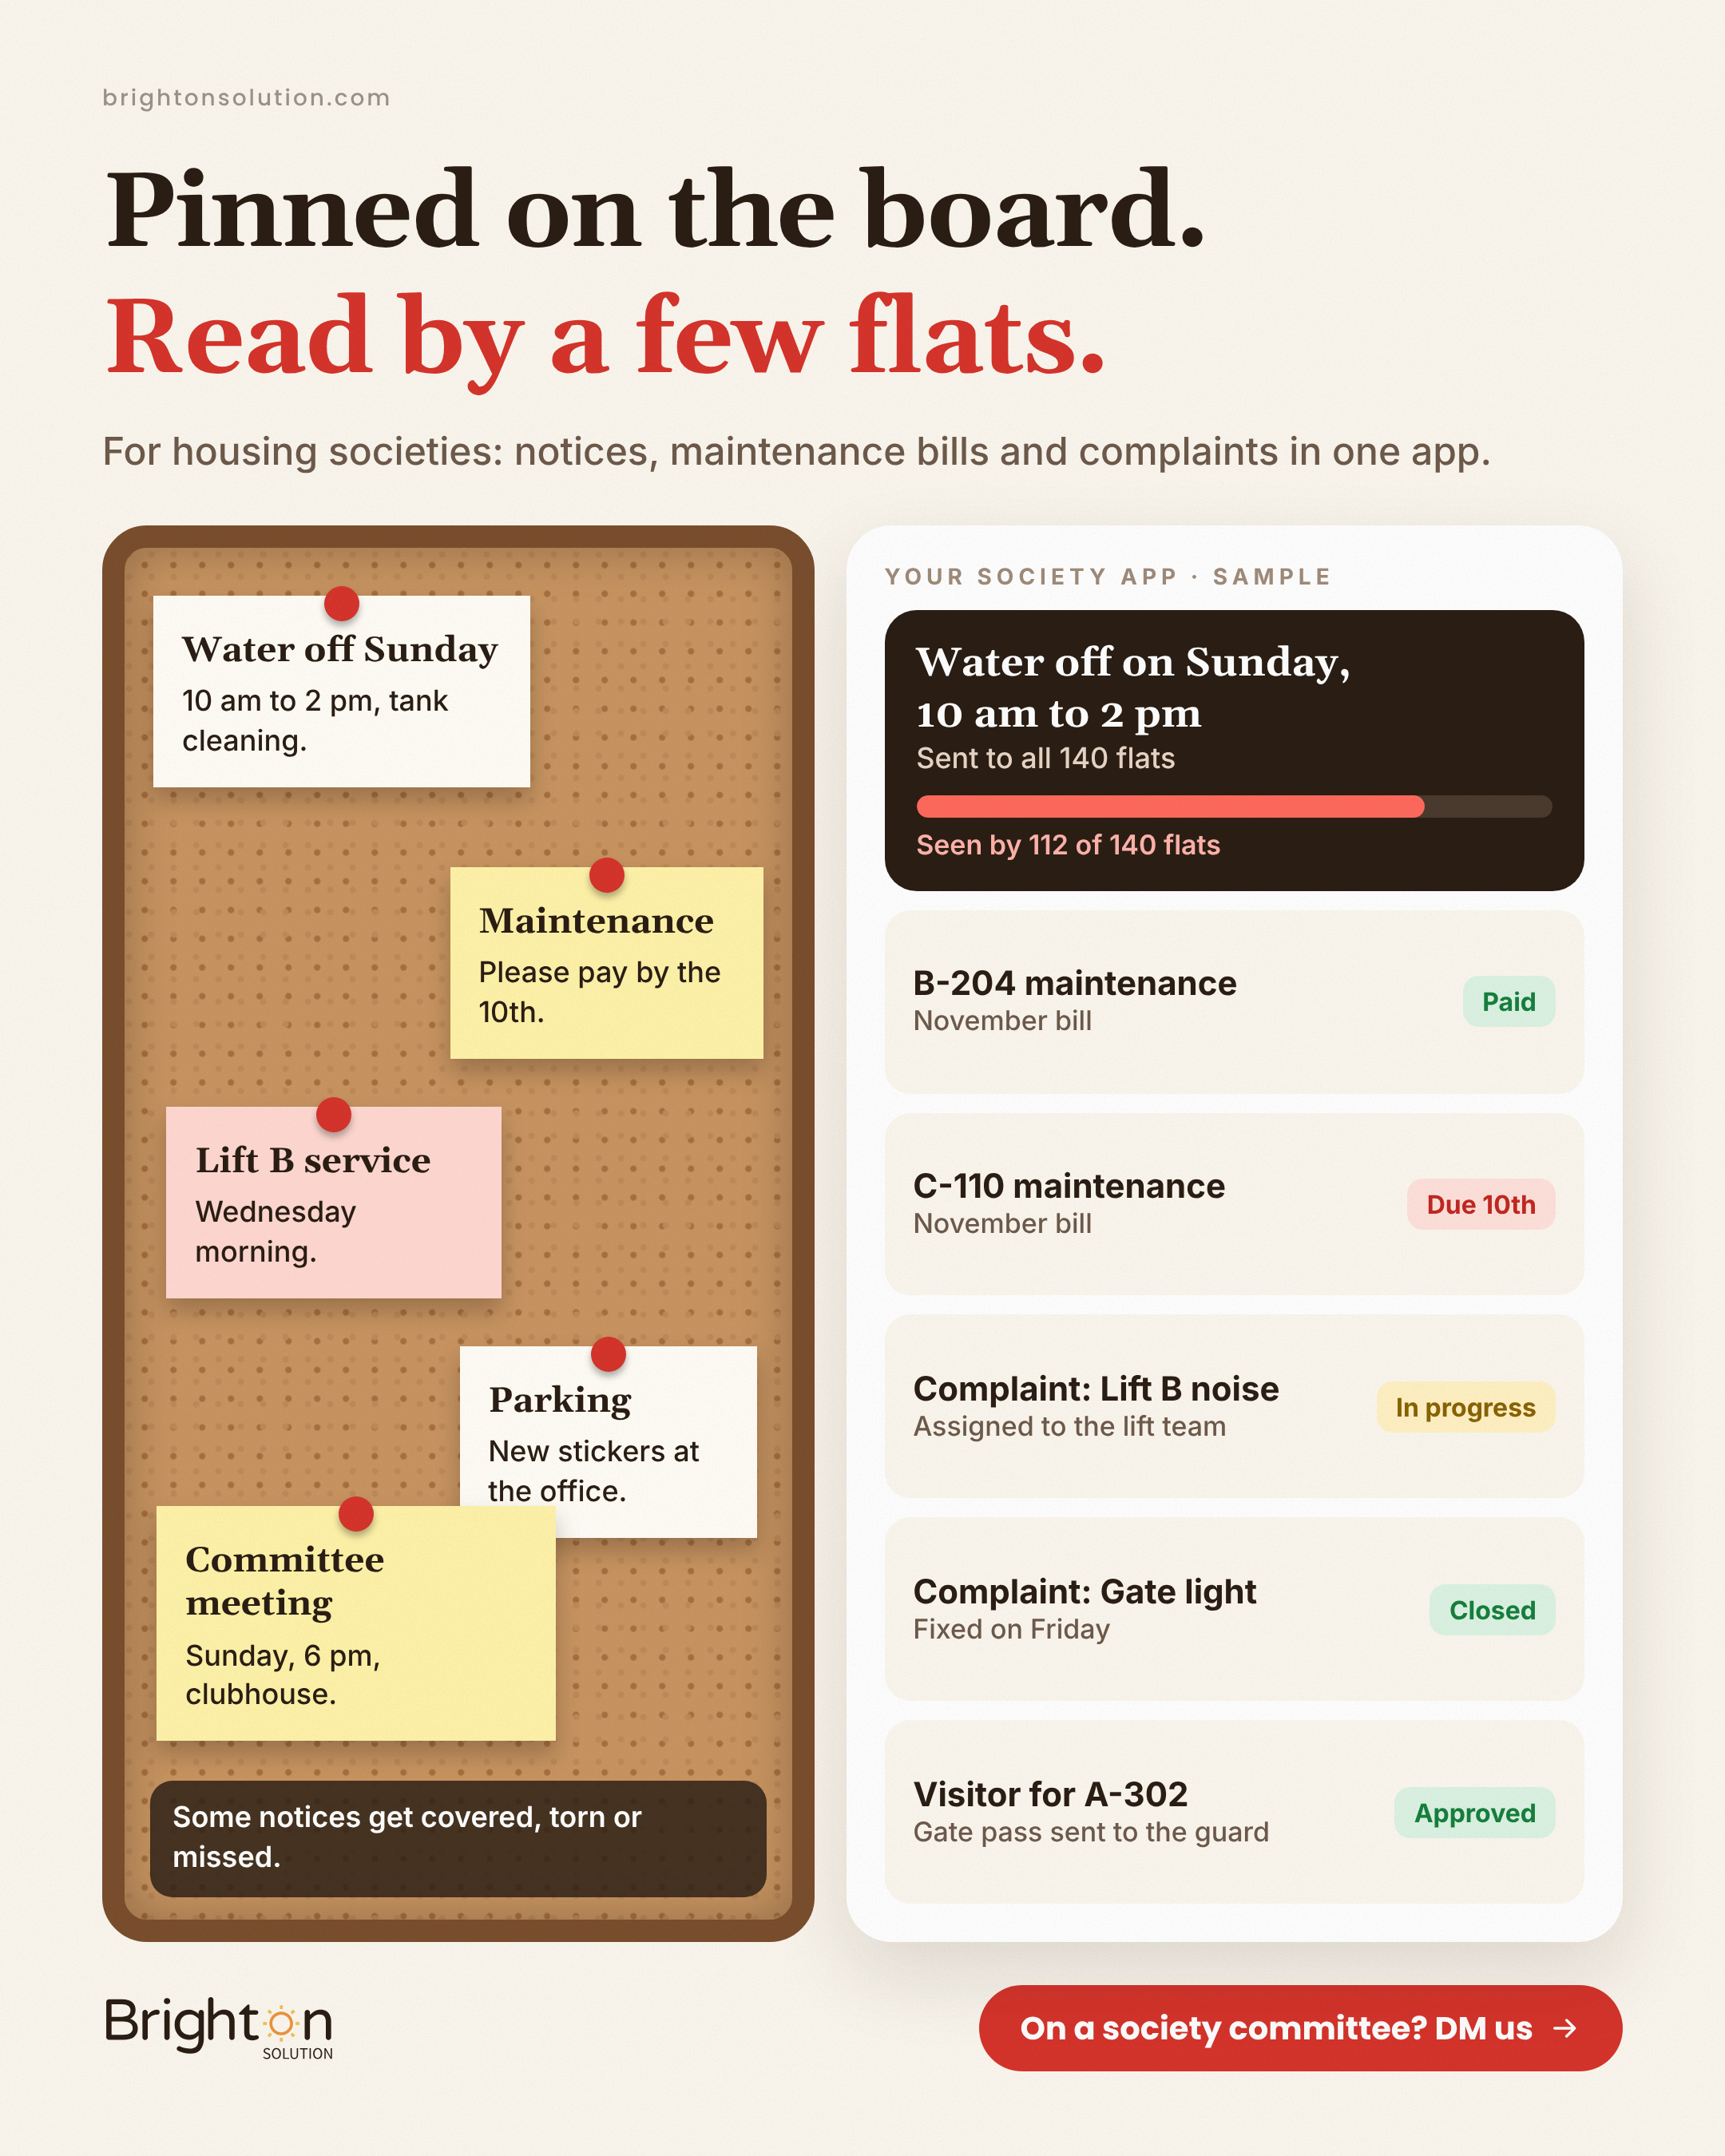 brightonsolution.com
Pinned on the board.
Read by a few flats.
For housing societies: notices, maintenance bills and complaints in one app.
Water off Sunday
10 am to 2 pm, tank
cleaning.
Maintenance
Please pay by the
10th.
Lift B service
Wednesday
morning.
Parking
New stickers at
the office.
Committee
meeting
Sunday, 6 pm,
clubhouse.
Some notices get covered, torn or
missed.
YOUR SOCIETY APP · SAMPLE
Water off on Sunday,
10 am to 2 pm
Sent to all 140 flats
Seen by 112 of 140 flats
B-204 maintenance
November bill
Paid
C-110 maintenance
November bill
Due 10th
Complaint: Lift B noise
Assigned to the lift team
In progress
Complaint: Gate light
Fixed on Friday
Closed
Visitor for A-302
Gate pass sent to the guard
Approved
Brighton
SOLUTION
On a society committee? DM us →